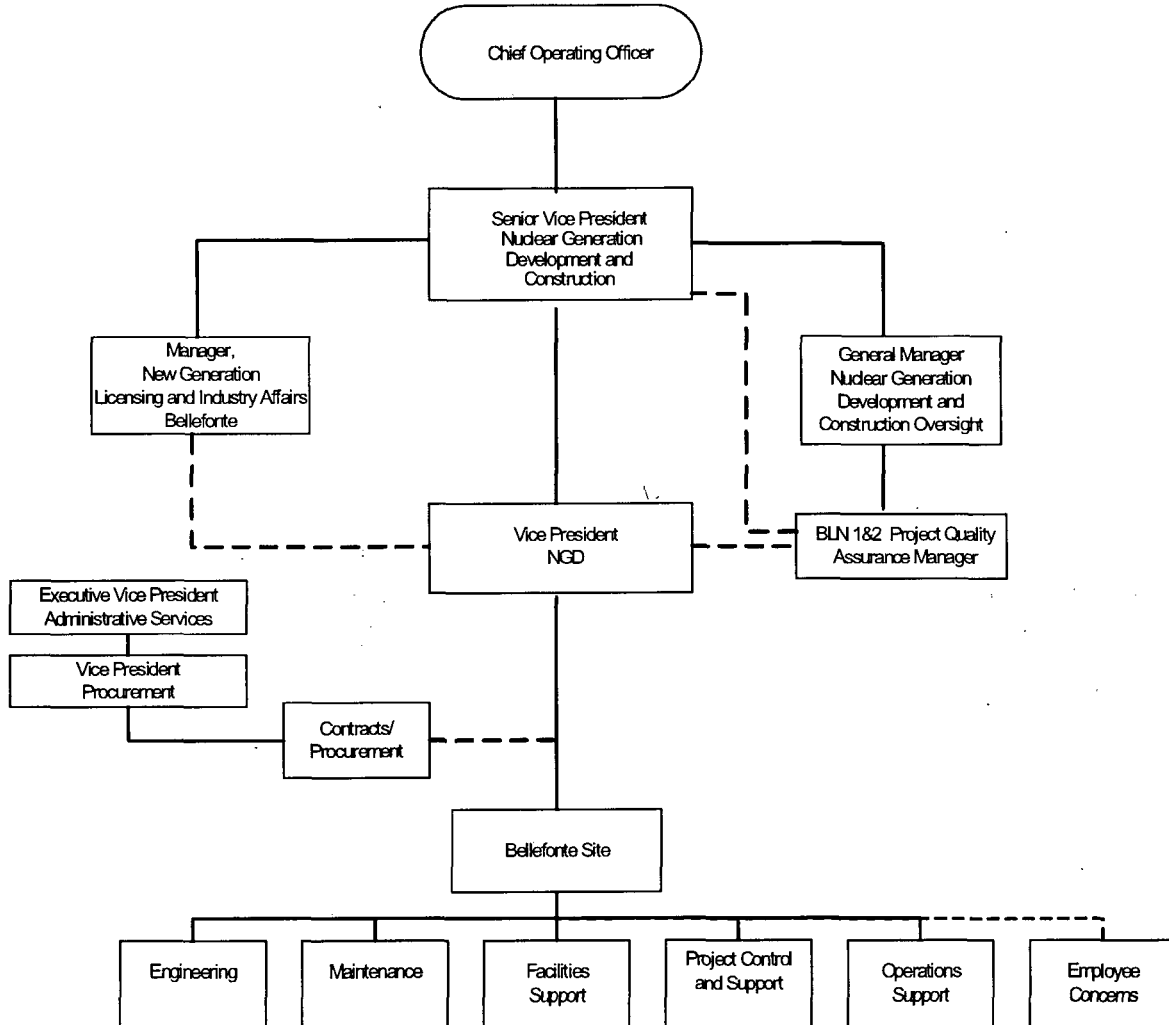 Chief Operating Officer
Senior Vice President
Nuclear Generation
Development and
Construction
Manager,
New Generation
Licensing and Industry Affairs
Bellefonte
General Manager
Nuclear Generation
Development and
Construction Oversight
Vice President
NGD
BLN 1&2 Project Quality
Assurance Manager
Executive Vice President
Administrative Services
Vice President
Procurement
Contracts/
Procurement
Bellefonte Site
Engineering
Maintenance
Facilities
Support
Project Control
and Support
Operations
Support
Employee
Concerns